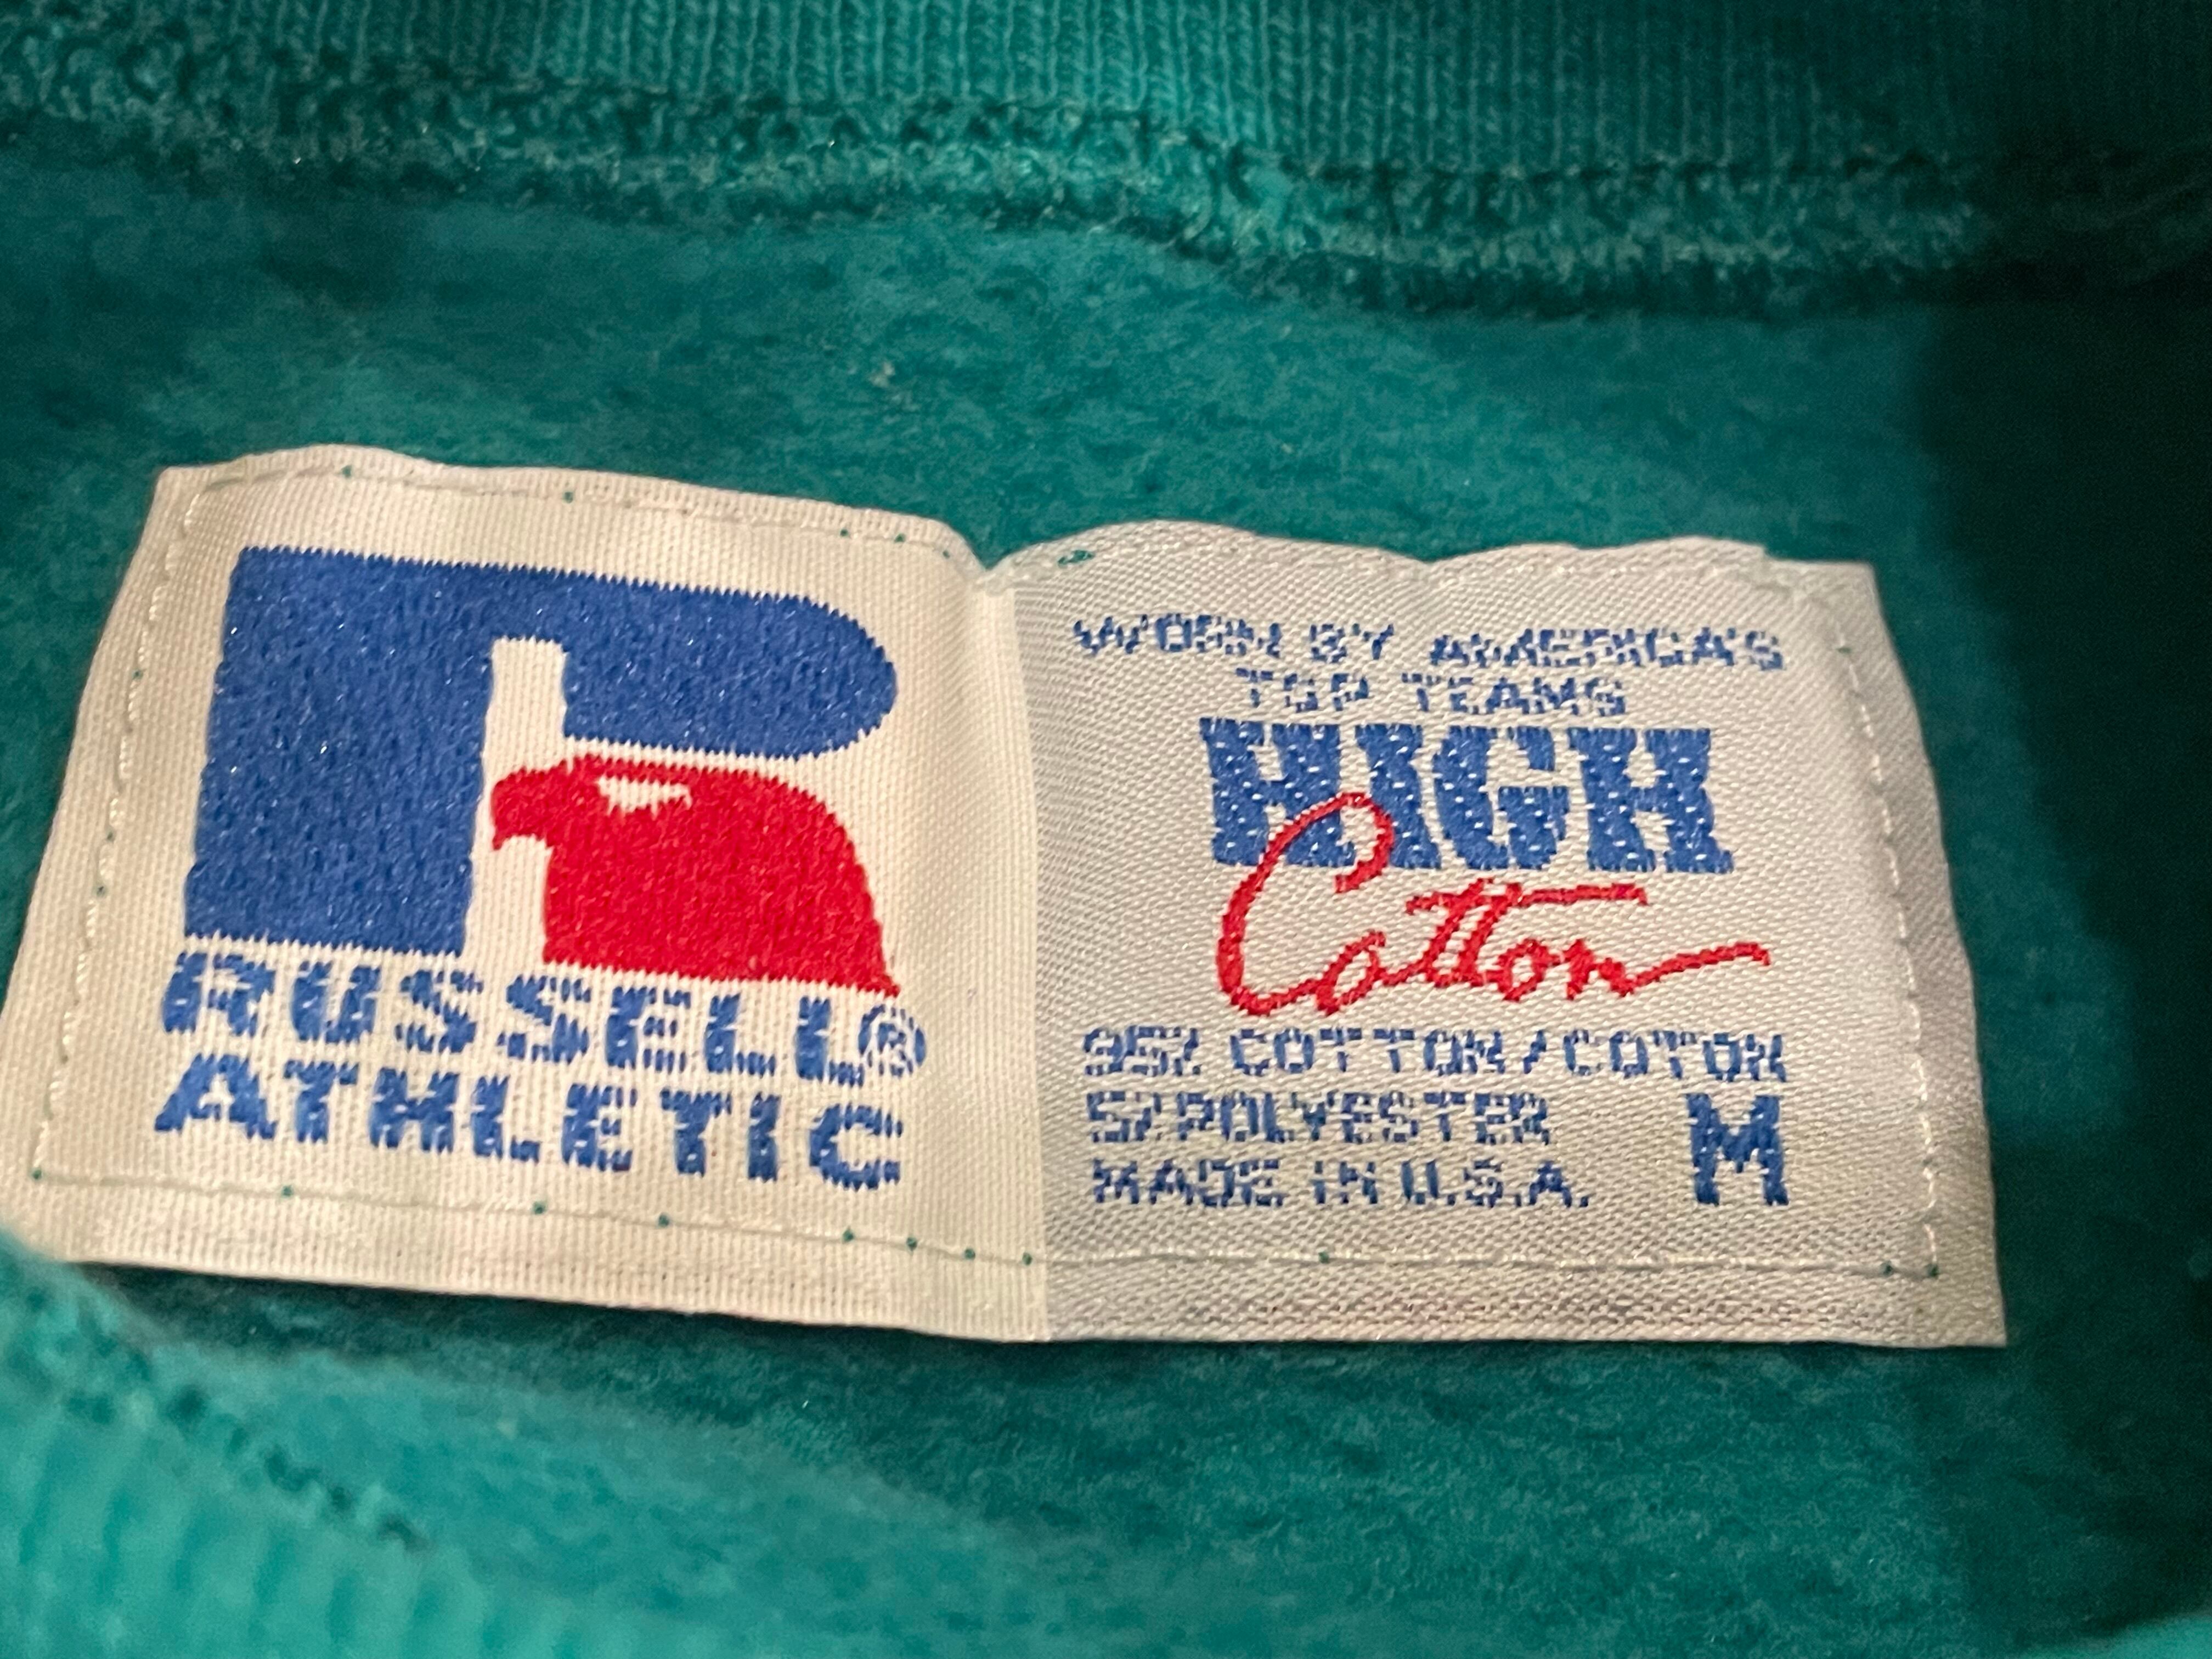 RUSSELL®
ATHLETIC
WORN BY AMERICA'S
TOP TEAMS
HIGH
Cotton
95% COTTON/COTON
5% POLYESTER
MADE IN U.S.A.
M